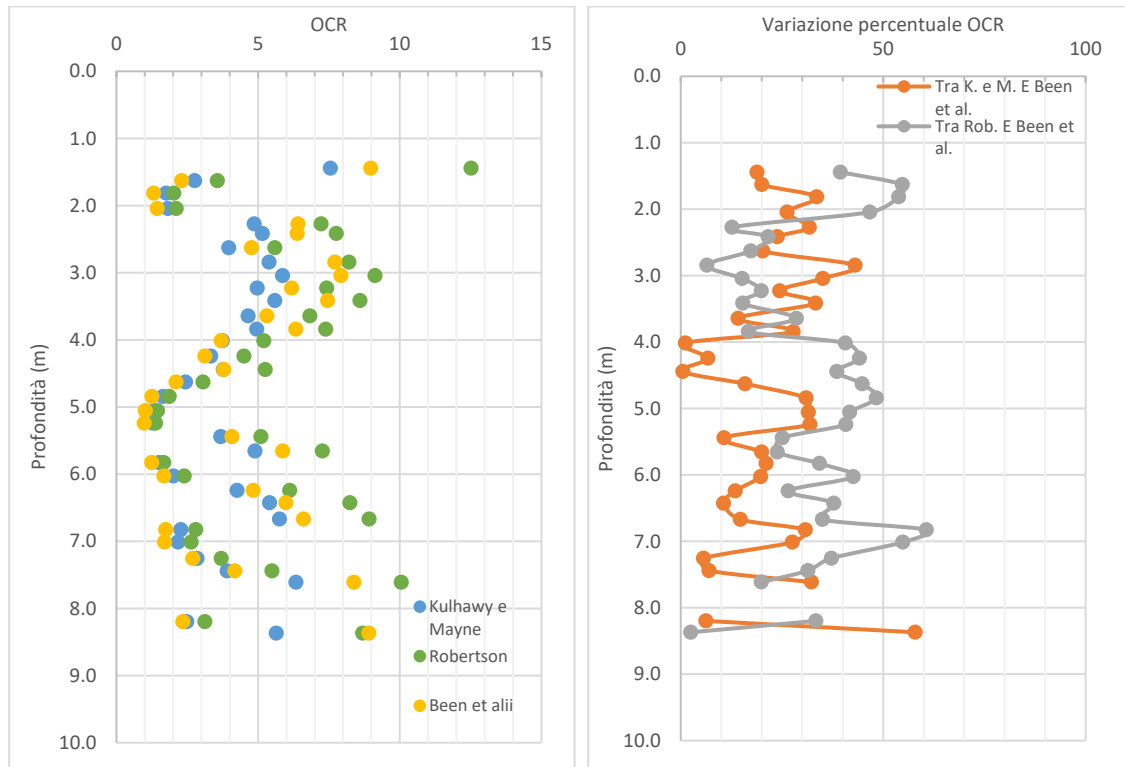 OCR
0 5 10 15
0.0
1.0
2.0
3.0
4.0
5.0
6.0
7.0
8.0
9.0
10.0
Profondità (m)
Kulhawy e
Mayne
Robertson
Been et alii
Variazione percentuale OCR
0 50 100
0.0
1.0
2.0
3.0
4.0
5.0
6.0
7.0
8.0
9.0
10.0
Profondità (m)
Tra K. e M. E Been
et al.
Tra Rob. E Been et
al.